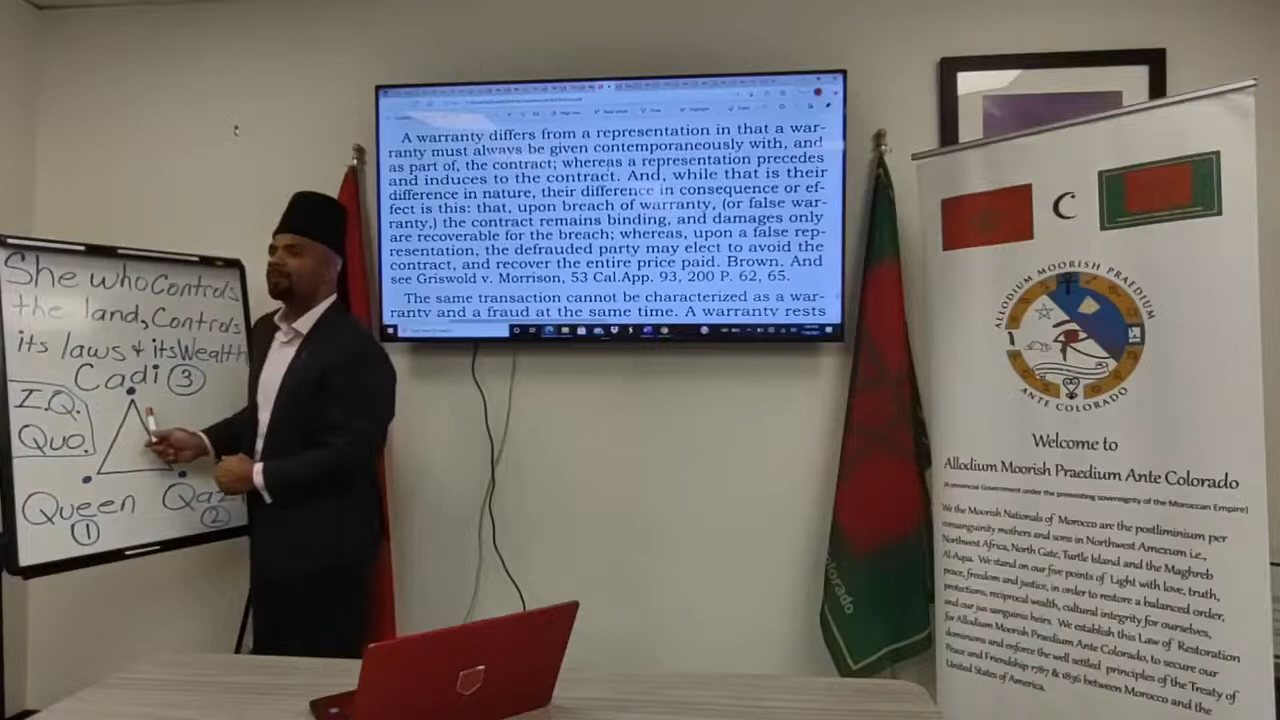 She who Controls
the land, Controls
its laws & its Wealth
Cadi ③
I.Q.
Quo.
Queen
①
②
A warranty differs from a representation in that a war-
ranty must always be given contemporaneously with, and
as part of, the contract; whereas a representation precedes
and induces to the contract. And, while that is their
difference in nature, their difference in consequence or ef-
fect is this: that, upon breach of warranty, (or false war-
ranty,) the contract remains binding, and damages only
are recoverable for the breach; whereas, upon a false rep-
resentation, the defrauded party may elect to avoid the
contract, and recover the entire price paid. Brown. And
see Griswold v. Morrison, 53 Cal.App. 93, 200 P. 62, 65.
The same transaction cannot be characterized as a war-
ranty and a fraud at the same time. A warranty rests
Colorado
ALLODIUM MOORISH PRAEDIUM
ANTE COLORADO
Welcome to
Allodium Moorish Praedium Ante Colorado
(A provincial Government under the preexisting sovereignty of the Moroccan Empire)
We the Moorish Nationals of Morocco are the postliminium per
consanguinity mothers and sons in Northwest Amexum i.e.,
Northwest Africa, North Gate, Turtle Island and the Maghreb
Al-Aqsa. We stand on our five points of Light with love, truth,
peace, freedom and justice, in order to restore a balanced order,
protections, reciprocal wealth, cultural integrity for ourselves,
and our jus sanguinis heirs. We establish this Law of Restoration
for Allodium Moorish Praedium Ante Colorado, to secure our
dominions and enforce the well settled principles of the Treaty of
Peace and Friendship 1787 & 1836 between Morocco and the
United States of America.